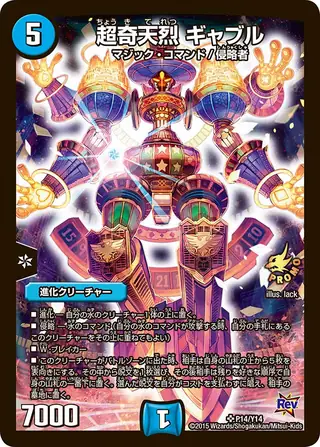 5
ちょうきてれつ
超奇天烈 ギャブル
マジック・コマンド/侵略者
しんりゃくしゃ
15
21
10
PROMO
illus. lack
進化クリーチャー
■進化―自分の水のクリーチャー1体の上に置く。
■侵略―水のコマンド(自分の水のコマンドが攻撃する時、自分の手札にある
このクリーチャーをその上に重ねてもよい)
■W・ブレイカー
■このクリーチャーがバトルゾーンに出た時、相手は自身の山札の上から5枚を
裏向きにする。その中から呪文を1枚選び、その後相手は残りを好きな順序で自
身の山札の一番下に置く。選んだ呪文を自分がコストを支払わずに唱え、相手の
墓地に置く。
7000
1
Rev
P14/Y14
©2015 Wizards/Shogakukan/Mitsui-Kids